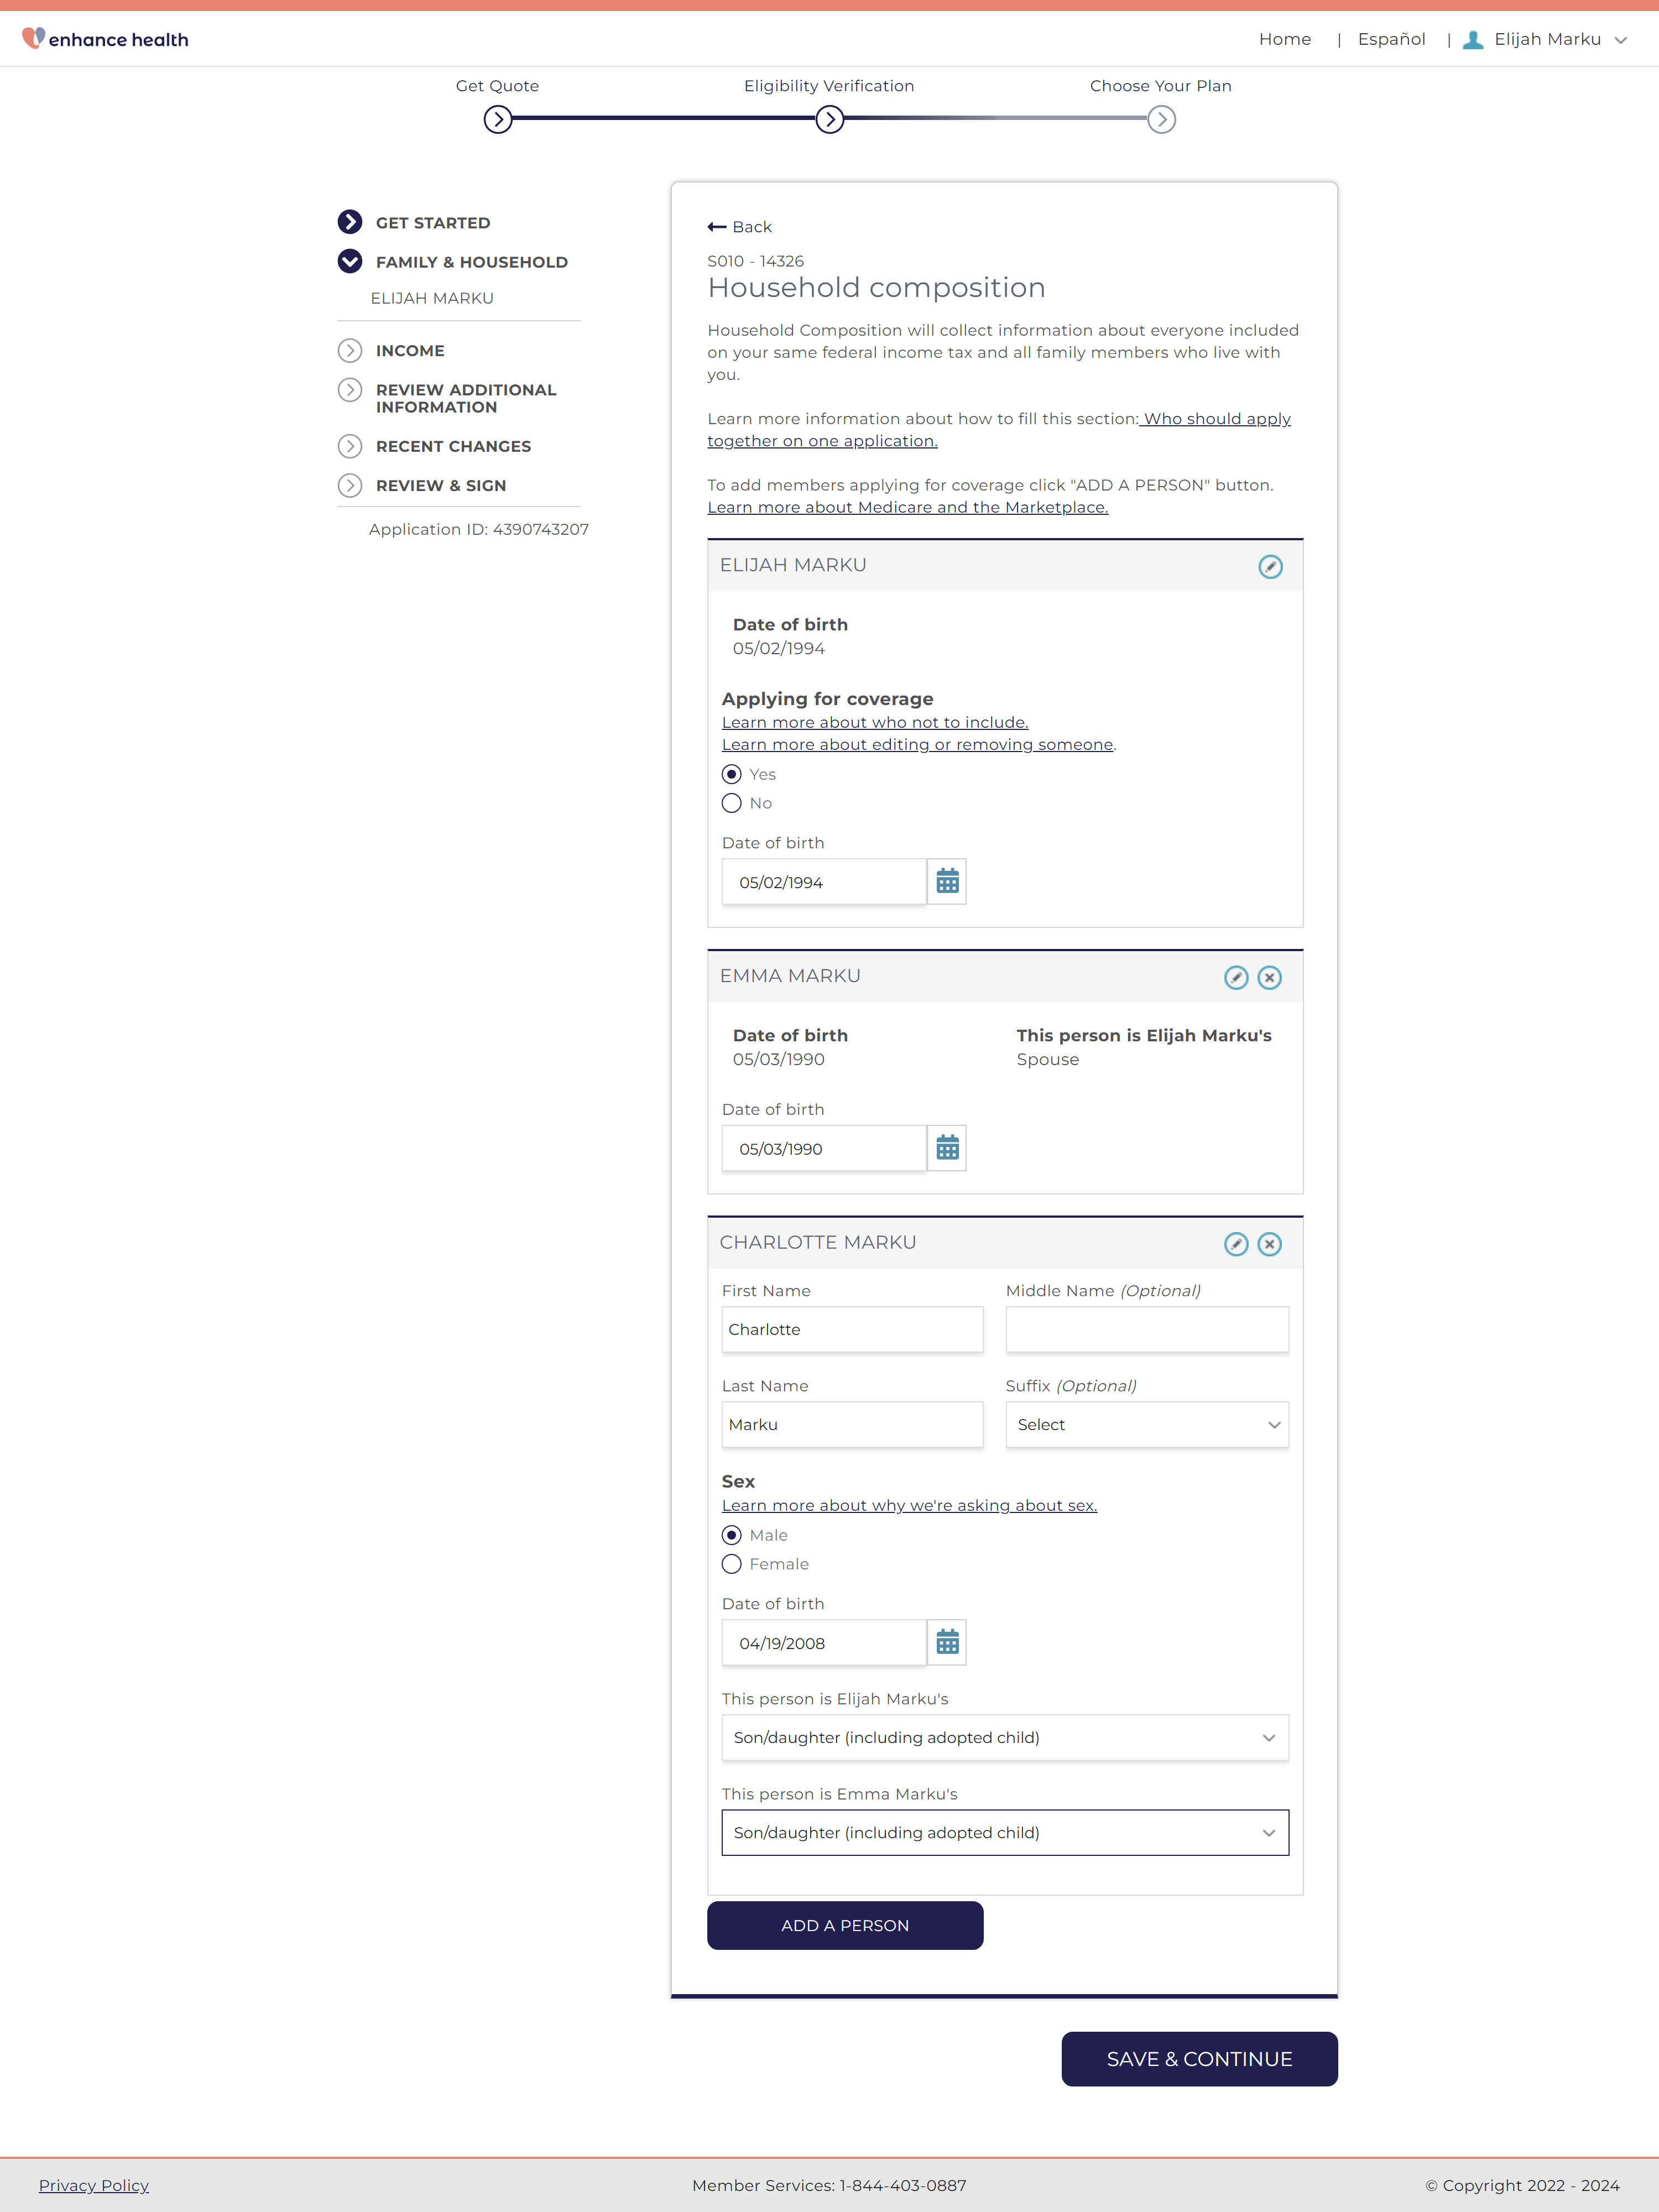 enhance health
Home | Español | Elijah Marku
Get Quote
Eligibility Verification
Choose Your Plan
GET STARTED
FAMILY & HOUSEHOLD
ELIJAH MARKU
INCOME
REVIEW ADDITIONAL
INFORMATION
RECENT CHANGES
REVIEW & SIGN
Application ID: 4390743207
Back
S010 - 14326
Household composition
Household Composition will collect information about everyone included
on your same federal income tax and all family members who live with
you.
Learn more information about how to fill this section: Who should apply
together on one application.
To add members applying for coverage click "ADD A PERSON" button.
Learn more about Medicare and the Marketplace.
ELIJAH MARKU
Date of birth
05/02/1994
Applying for coverage
Learn more about who not to include.
Learn more about editing or removing someone.
Yes
No
Date of birth
05/02/1994
EMMA MARKU
Date of birth
05/03/1990
This person is Elijah Marku's
Spouse
Date of birth
05/03/1990
CHARLOTTE MARKU
First Name
Charlotte
Middle Name (Optional)
Last Name
Marku
Suffix (Optional)
Select
Sex
Learn more about why we're asking about sex.
Male
Female
Date of birth
04/19/2008
This person is Elijah Marku's
Son/daughter (including adopted child)
This person is Emma Marku's
Son/daughter (including adopted child)
ADD A PERSON
SAVE & CONTINUE
Privacy Policy
Member Services: 1-844-403-0887
© Copyright 2022 - 2024